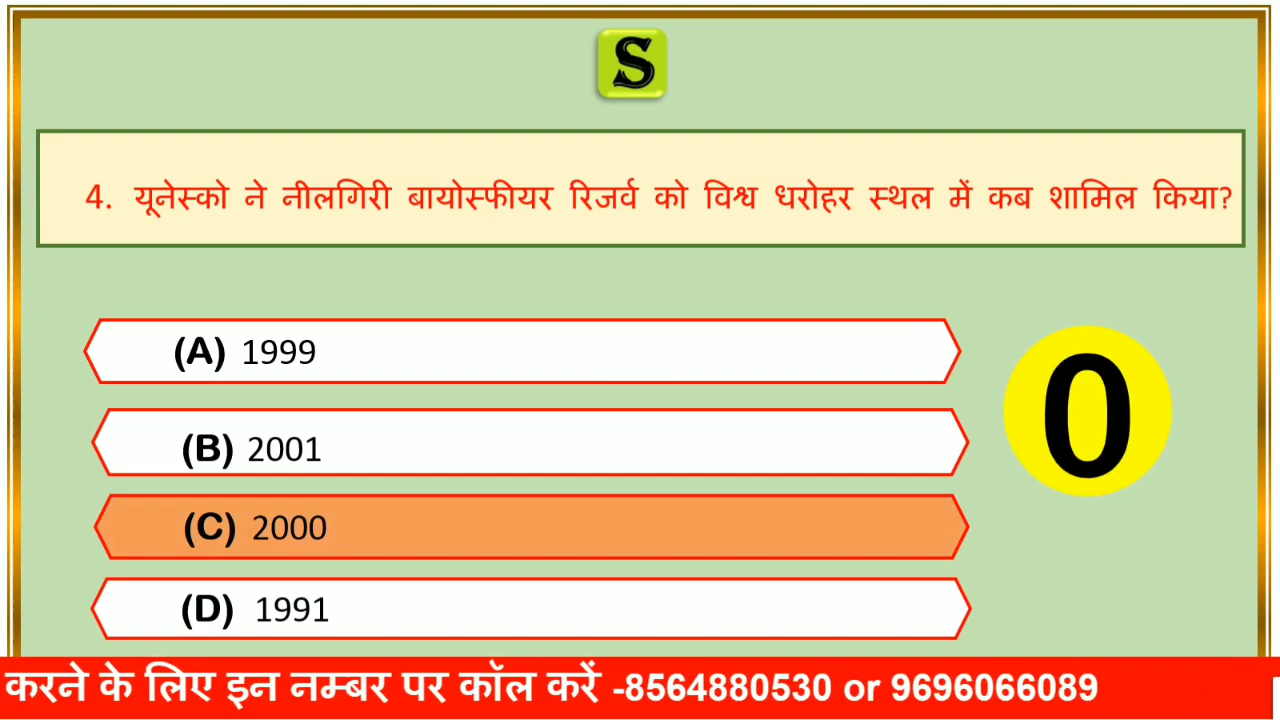 S
4. यूनेस्को ने नीलगिरी बायोस्फीयर रिजर्व को विश्व धरोहर स्थल में कब शामिल किया?
(A) 1999
(B) 2001
(C) 2000
(D) 1991
0
करने के लिए इन नम्बर पर कॉल करें -8564880530 or 9696066089